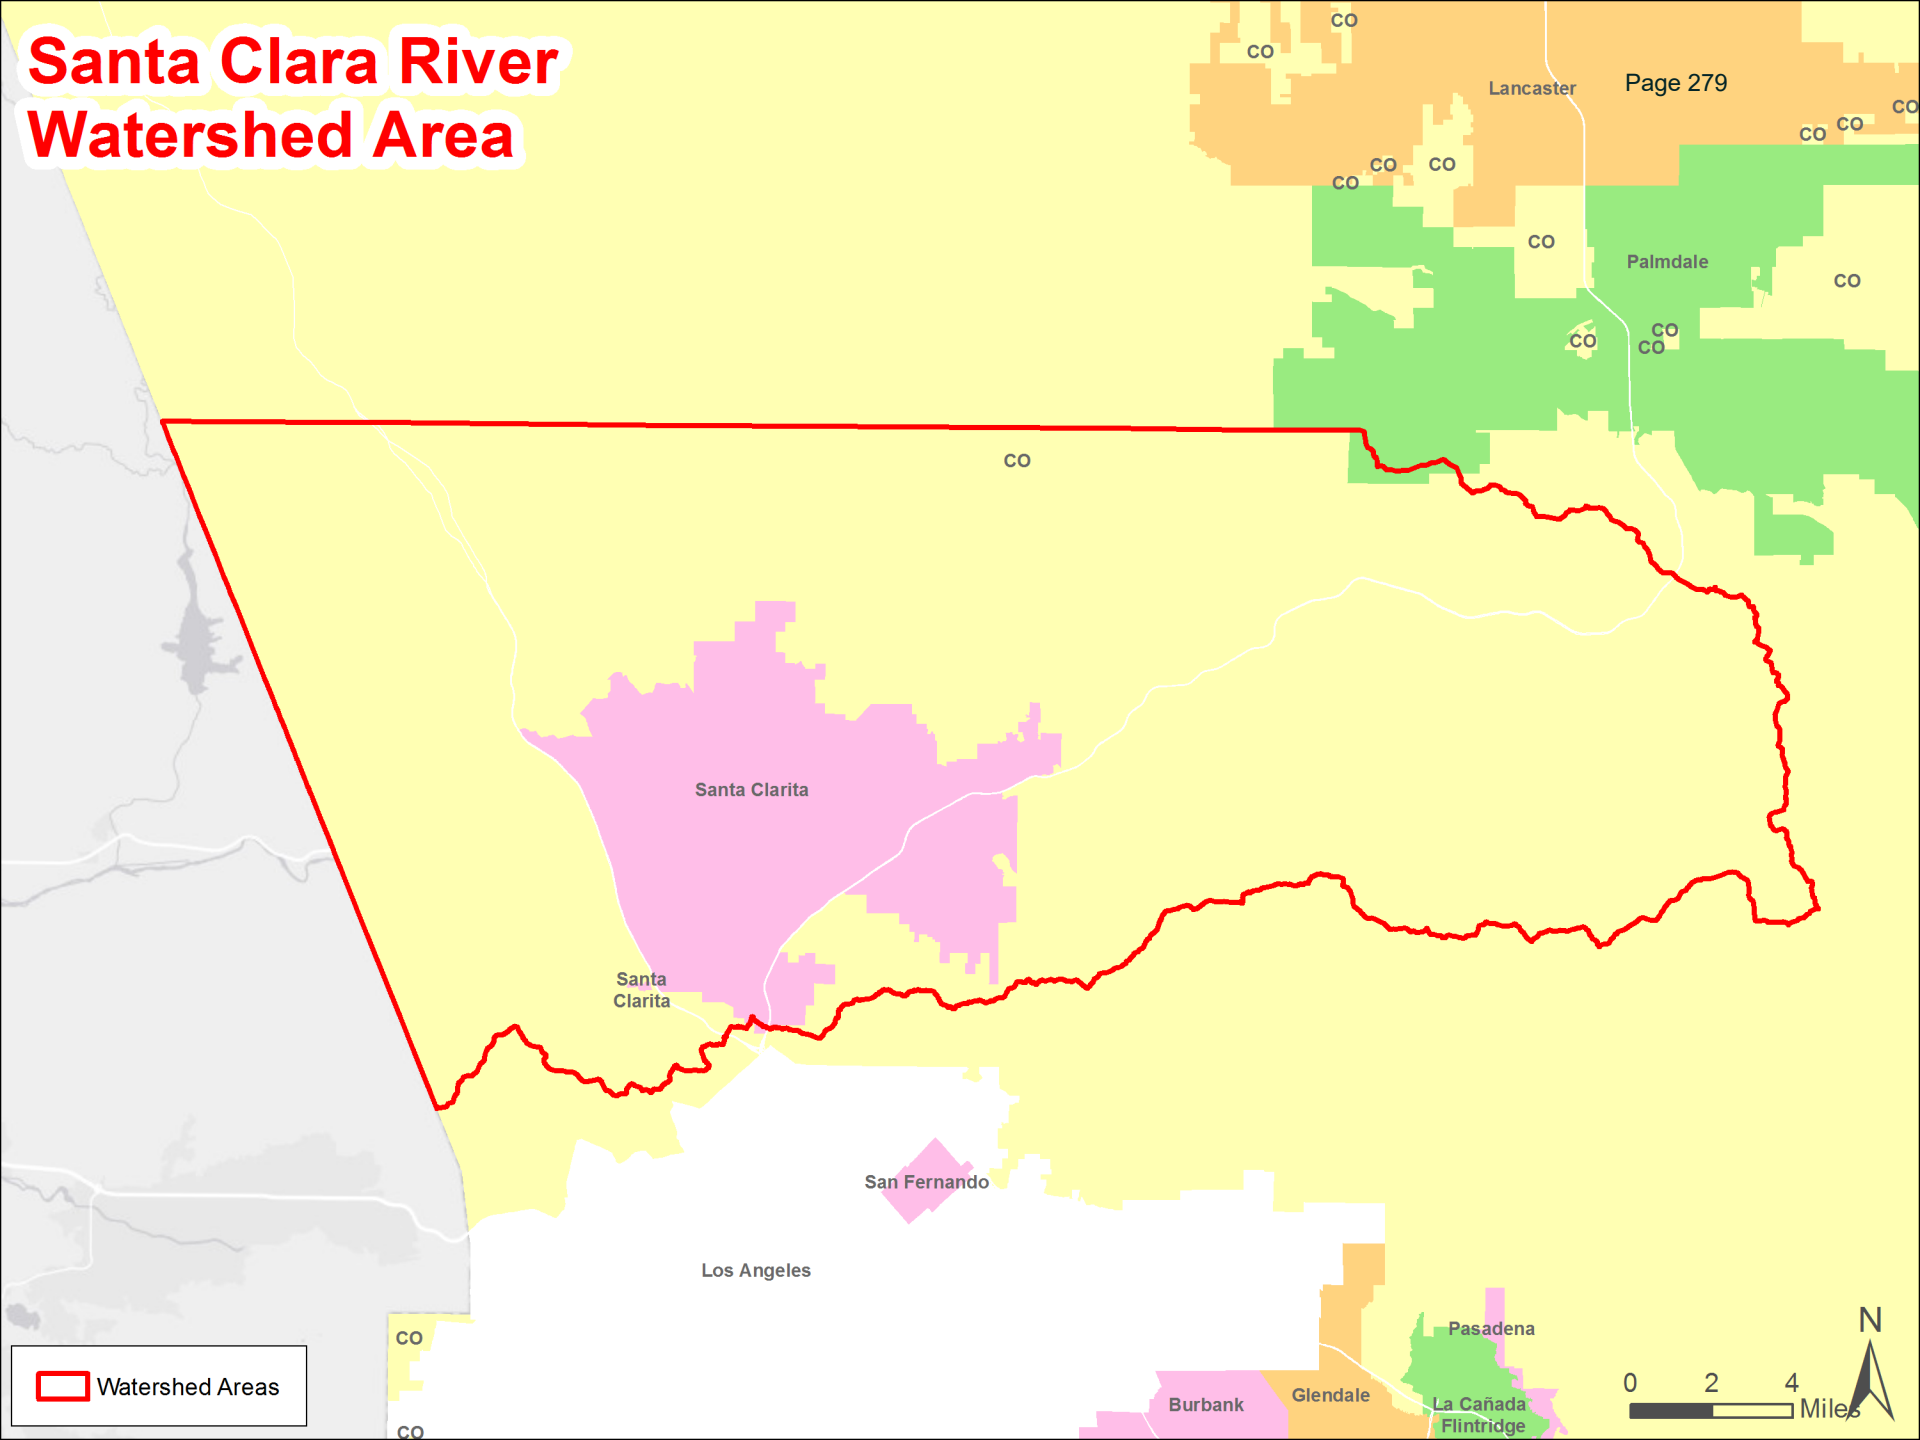 Santa Clara River
Watershed Area
CO
CO
Lancaster
Page 279
CO
CO
CO
CO
CO
CO
CO
Palmdale
CO
CO
CO
CO
CO
Santa Clarita
Santa
Clarita
San Fernando
Los Angeles
CO
CO
Pasadena
Burbank
Glendale
La Cañada
Flintridge
Watershed Areas
N
0 2 4
Miles